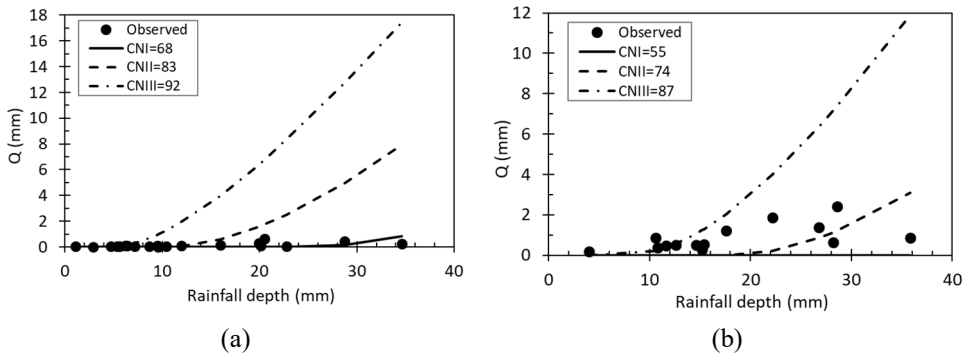 18
16
14
12
10
8
6
4
2
0
Q (mm)
Observed
CNI=68
CNII=83
CNIII=92
0 10 20 30 40
Rainfall depth (mm)
(a)
12
10
8
6
4
2
0
Q (mm)
Observed
CNI=55
CNII=74
CNIII=87
0 10 20 30 40
Rainfall depth (mm)
(b)